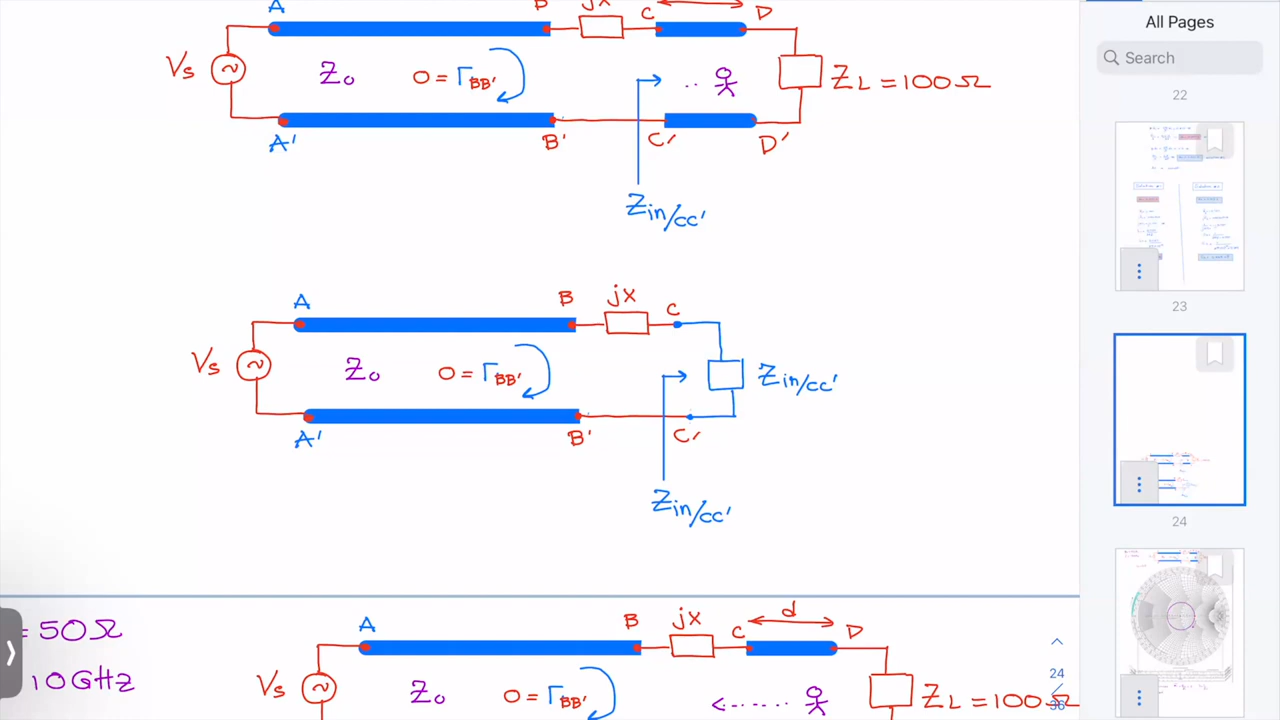 A B jX C D
Vs Z0 0 = ΓBB' ZL = 100Ω
A' B' C' D'
Zin/cc'
A B jX C
Vs Z0 0 = ΓBB' Zin/cc'
A' B' C'
Zin/cc'
= 50Ω A B jX C d D
10GHz Vs Z0 0 = ΓBB' ZL = 100Ω
All Pages
Search
22
23
24
24
36